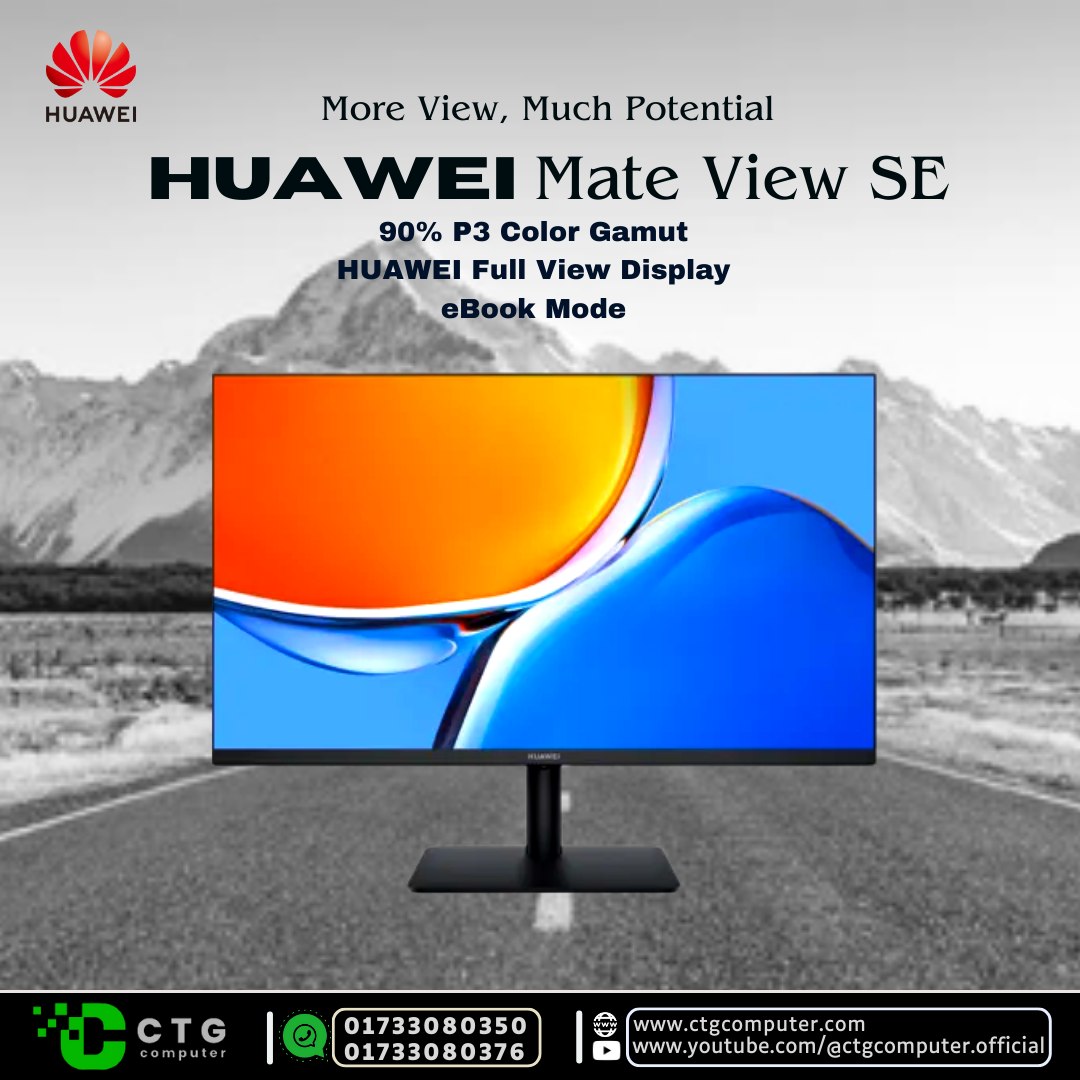 HUAWEI
More View, Much Potential
HUAWEI Mate View SE
90% P3 Color Gamut
HUAWEI Full View Display
eBook Mode
HUAWEI
CTG
computer
01733080350
01733080376
www.ctgcomputer.com
www.youtube.com/@ctgcomputer.official